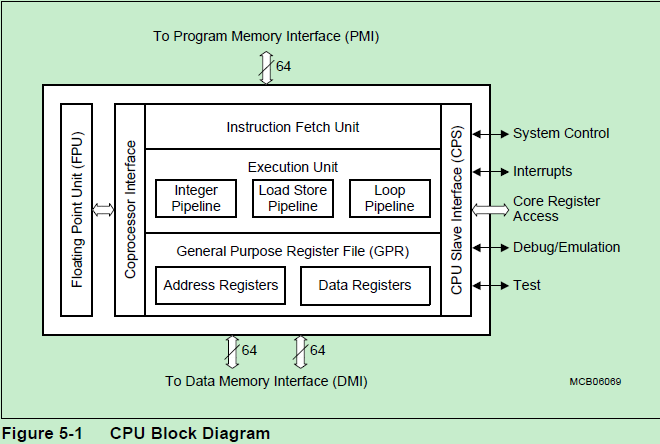 To Program Memory Interface (PMI)
64
Floating Point Unit (FPU)
Coprocessor Interface
Instruction Fetch Unit
Execution Unit
Integer
Pipeline
Load Store
Pipeline
Loop
Pipeline
General Purpose Register File (GPR)
Address Registers
Data Registers
CPU Slave Interface (CPS)
System Control
Interrupts
Core Register
Access
Debug/Emulation
Test
64
64
To Data Memory Interface (DMI)
MCB06069
Figure 5-1 CPU Block Diagram